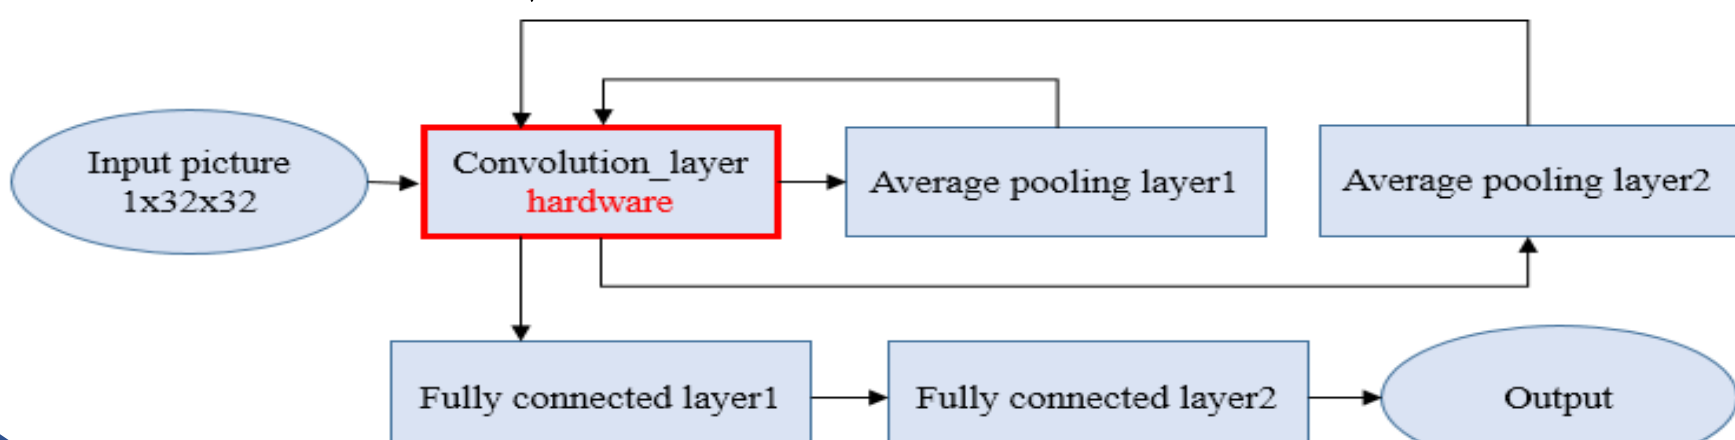 Input picture
1x32x32
Convolution_layer
hardware
Average pooling layer1
Average pooling layer2
Fully connected layer1
Fully connected layer2
Output